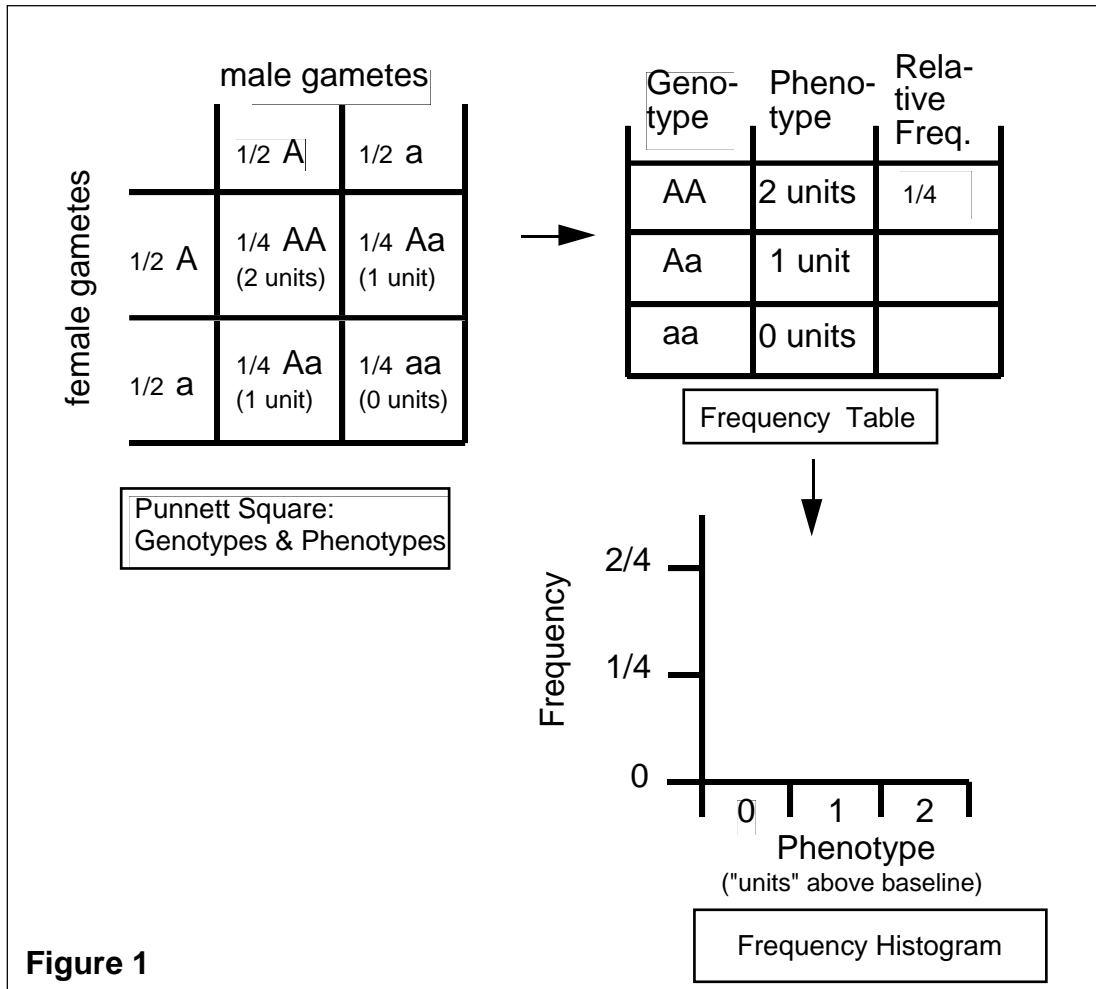 male gametes
1/2 A
1/2 a
female gametes
1/2 A
1/4 AA
(2 units)
1/4 Aa
(1 unit)
1/2 a
1/4 Aa
(1 unit)
1/4 aa
(0 units)
Punnett Square:
Genotypes & Phenotypes
Geno-
type
Pheno-
type
Rela-
tive
Freq.
AA
2 units
1/4
Aa
1 unit
aa
0 units
Frequency Table
Frequency
2/4
1/4
0
0
1
2
Phenotype
("units" above baseline)
Frequency Histogram
Figure 1